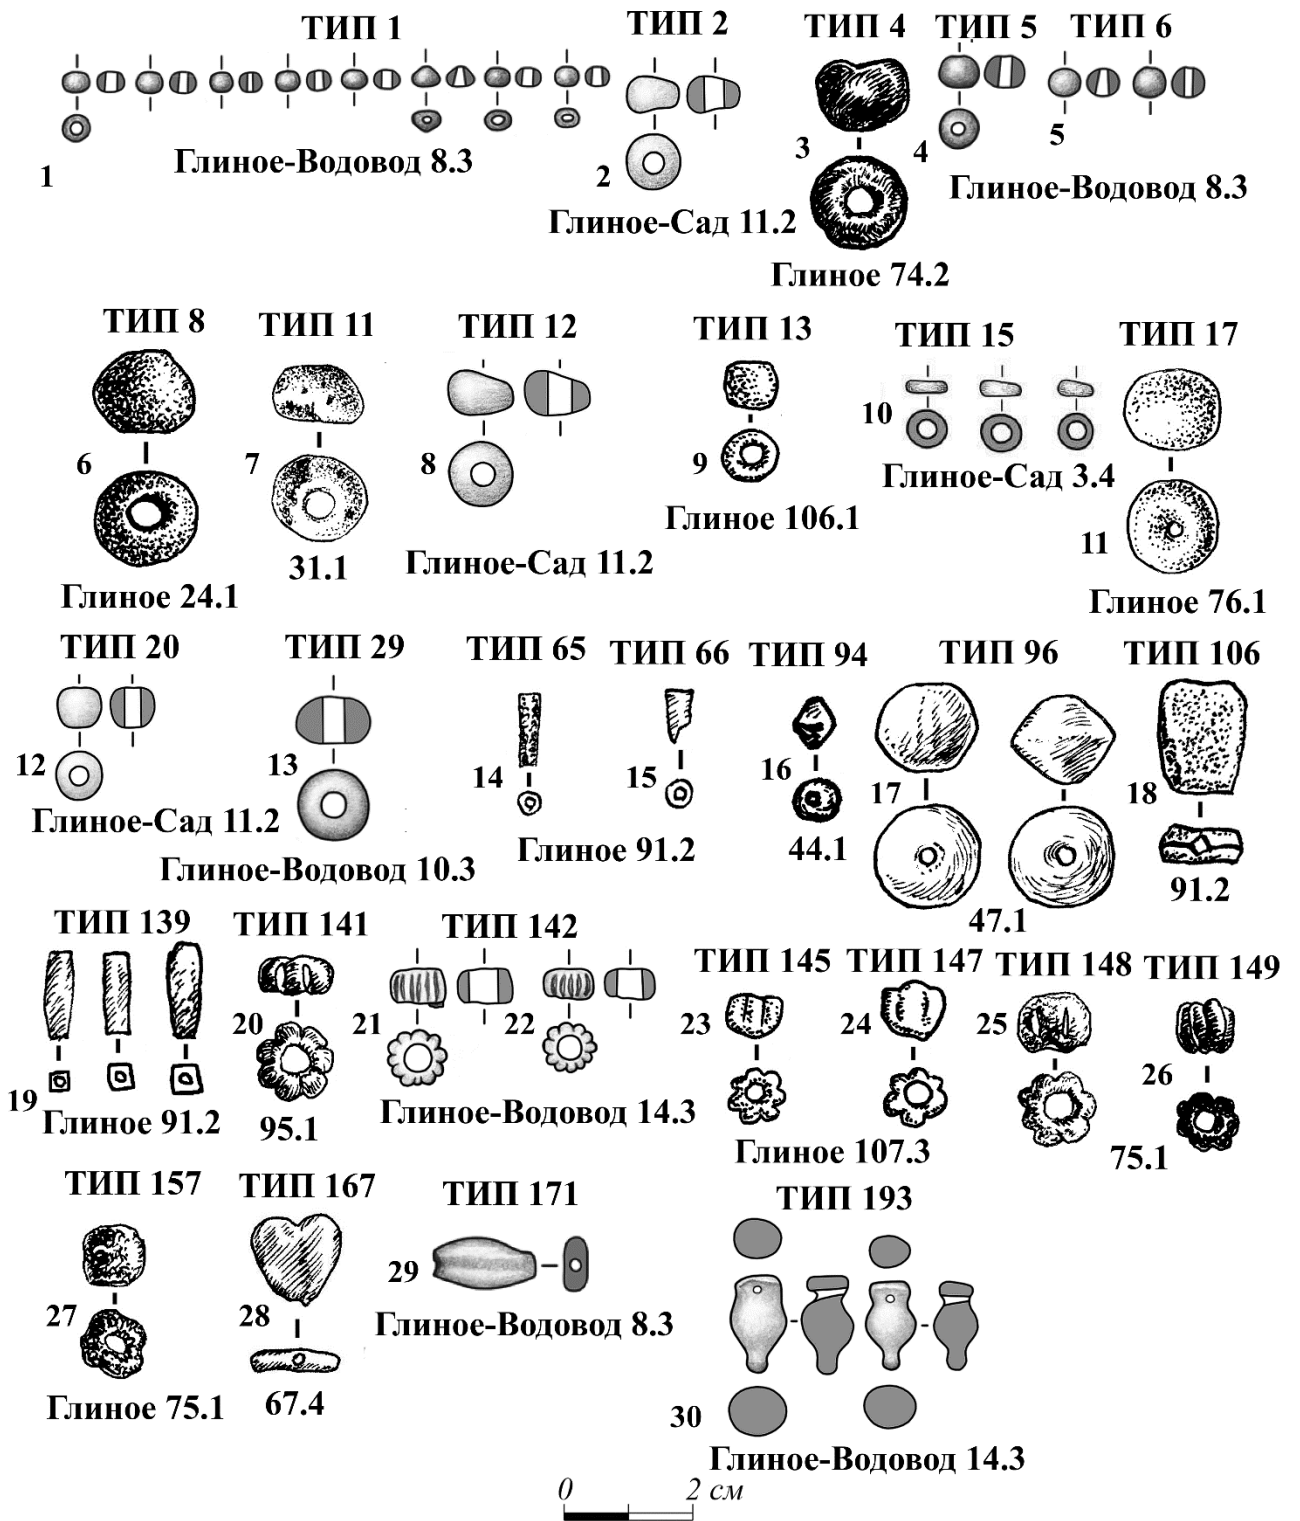 ТИП 1
ТИП 2
ТИП 4
ТИП 5
ТИП 6
1
Глиное-Водовод 8.3
2
Глиное-Сад 11.2
3
Глиное 74.2
4
5
Глиное-Водовод 8.3
ТИП 8
ТИП 11
ТИП 12
ТИП 13
ТИП 15
ТИП 17
6
Глиное 24.1
7
31.1
8
Глиное-Сад 11.2
9
Глиное 106.1
10
Глиное-Сад 3.4
11
Глиное 76.1
ТИП 20
ТИП 29
ТИП 65
ТИП 66
ТИП 94
ТИП 96
ТИП 106
12
Глиное-Сад 11.2
13
Глиное-Водовод 10.3
14
15
Глиное 91.2
16
44.1
17
47.1
18
91.2
ТИП 139
ТИП 141
ТИП 142
ТИП 145
ТИП 147
ТИП 148
ТИП 149
19
Глиное 91.2
20
95.1
21
22
Глиное-Водовод 14.3
23
24
Глиное 107.3
25
26
75.1
ТИП 157
ТИП 167
ТИП 171
ТИП 193
27
Глиное 75.1
28
67.4
29
Глиное-Водовод 8.3
30
Глиное-Водовод 14.3
0 2 см